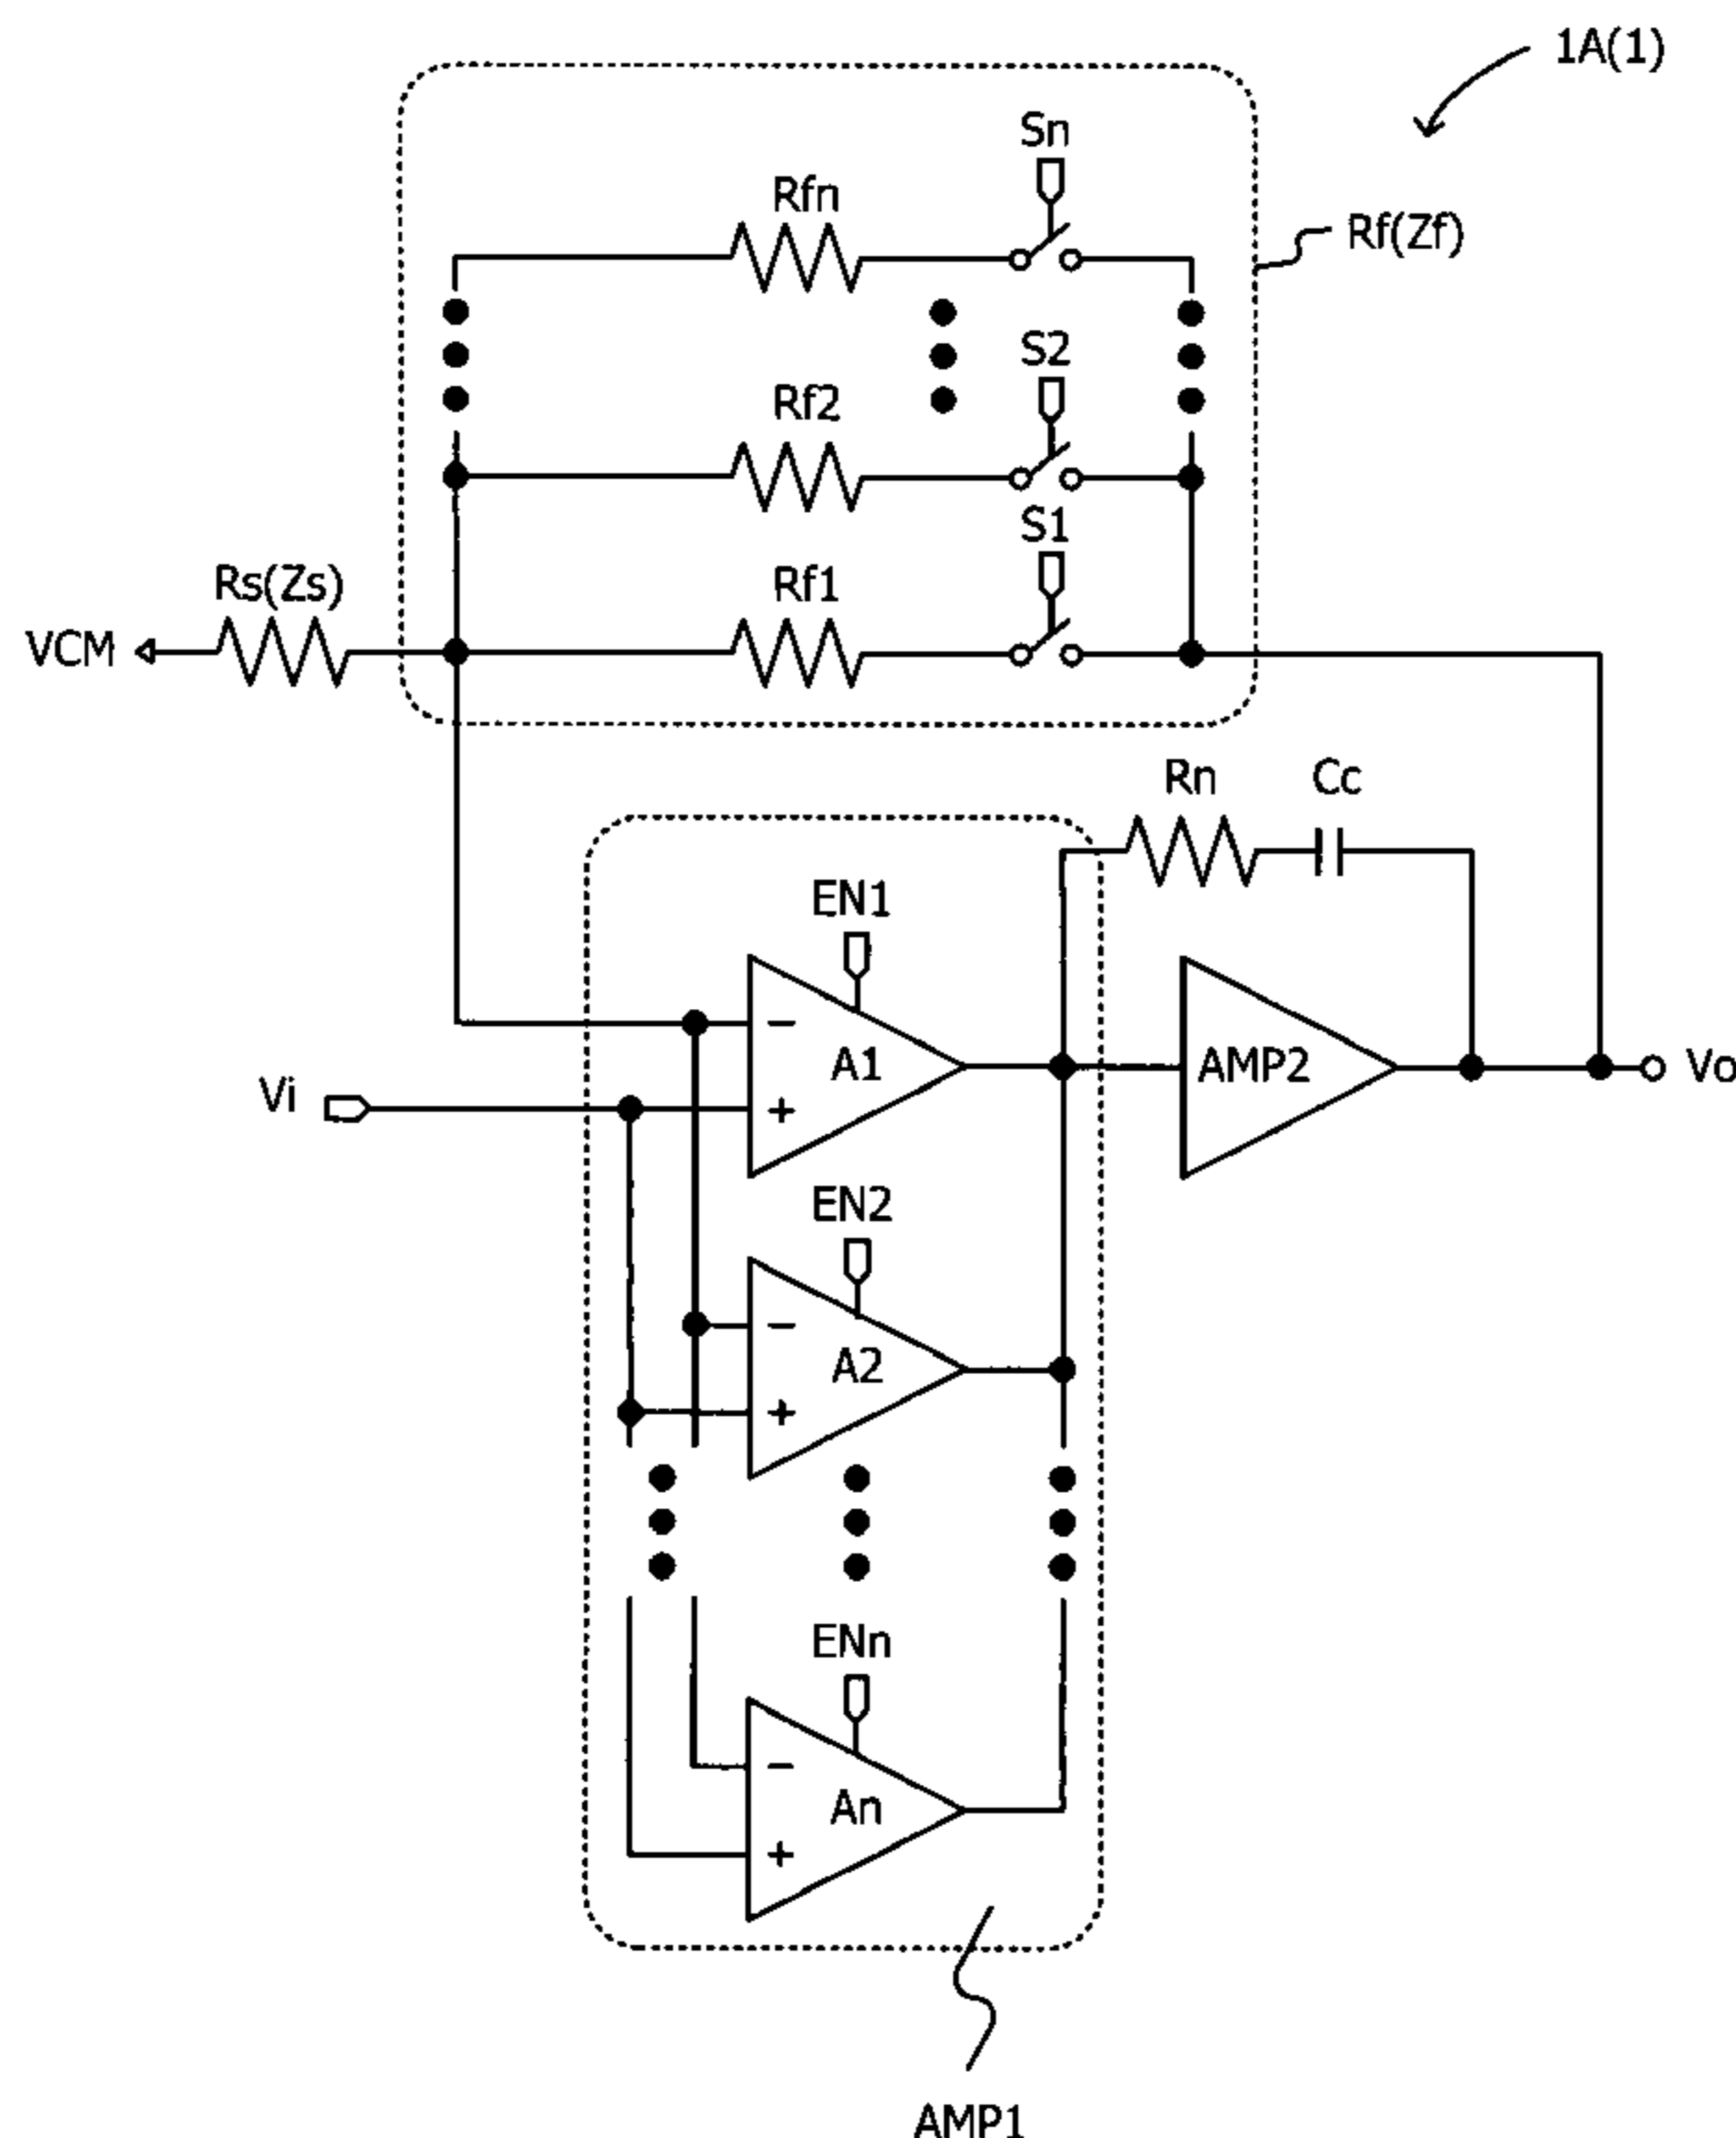 1A(1)
Sn
Rfn
Rf(Zf)
S2
Rf2
S1
Rs(Zs)
Rf1
VCM
Rn
Cc
EN1
−
A1
AMP2
Vo
Vi
+
EN2
−
A2
+
ENn
−
An
+
AMP1